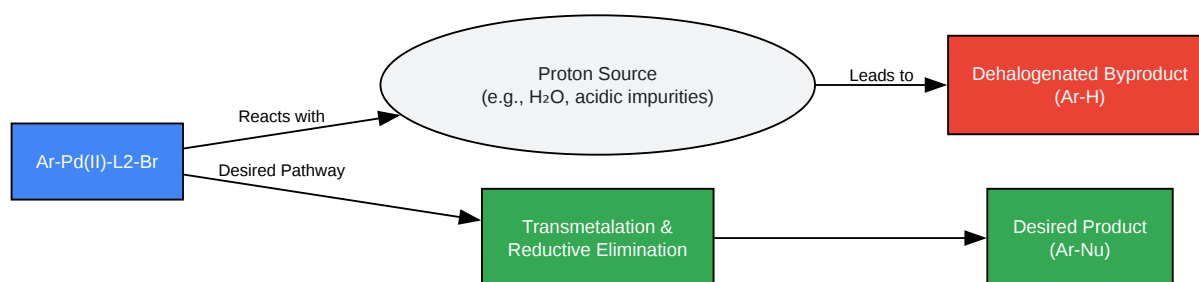 Proton Source
(e.g., H₂O, acidic impurities)
Leads to
Dehalogenated Byproduct
(Ar-H)
Reacts with
Ar-Pd(II)-L2-Br
Desired Pathway
Transmetalation &
Reductive Elimination
Desired Product
(Ar-Nu)